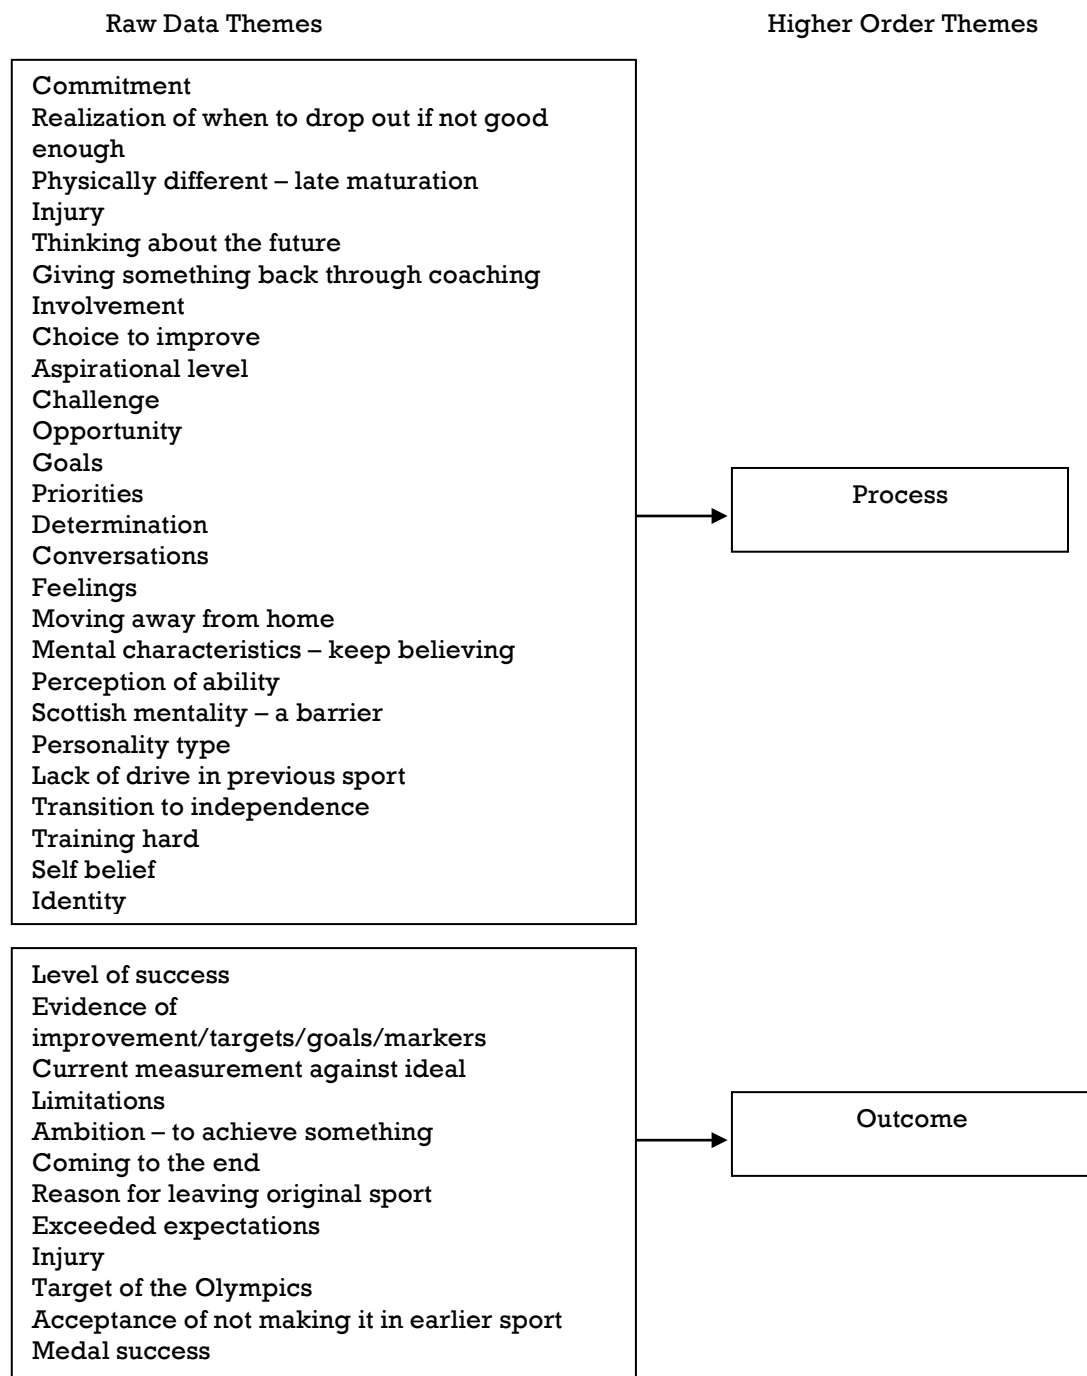 Raw Data Themes
Higher Order Themes
Commitment
Realization of when to drop out if not good
enough
Physically different – late maturation
Injury
Thinking about the future
Giving something back through coaching
Involvement
Choice to improve
Aspirational level
Challenge
Opportunity
Goals
Priorities
Determination
Conversations
Feelings
Moving away from home
Mental characteristics – keep believing
Perception of ability
Scottish mentality – a barrier
Personality type
Lack of drive in previous sport
Transition to independence
Training hard
Self belief
Identity
Process
Level of success
Evidence of
improvement/targets/goals/markers
Current measurement against ideal
Limitations
Ambition – to achieve something
Coming to the end
Reason for leaving original sport
Exceeded expectations
Injury
Target of the Olympics
Acceptance of not making it in earlier sport
Medal success
Outcome